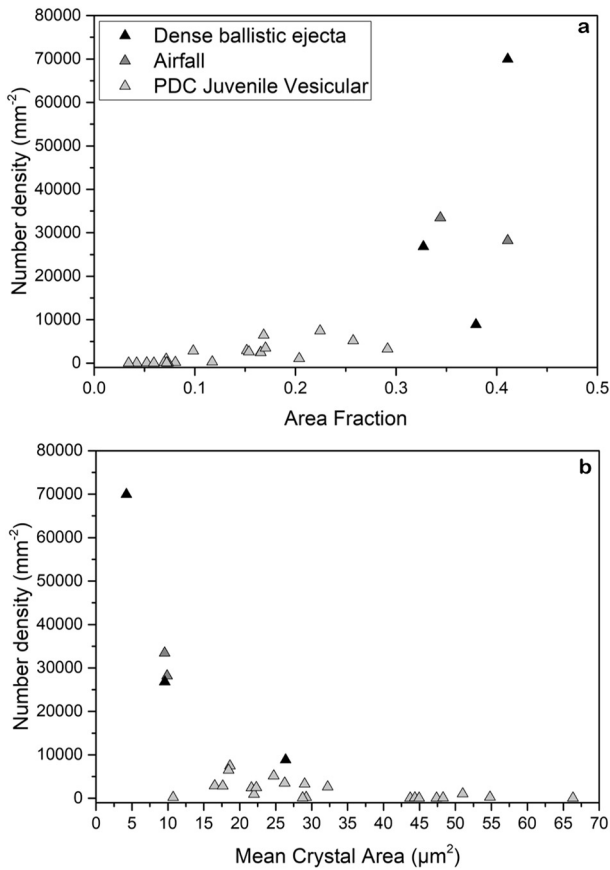 a
Dense ballistic ejecta
Airfall
PDC Juvenile Vesicular
80000
70000
60000
50000
40000
30000
20000
10000
0
Number density (mm⁻²)
0.0 0.1 0.2 0.3 0.4 0.5
Area Fraction
b
80000
70000
60000
50000
40000
30000
20000
10000
0
Number density (mm⁻²)
0 5 10 15 20 25 30 35 40 45 50 55 60 65 70
Mean Crystal Area (µm²)